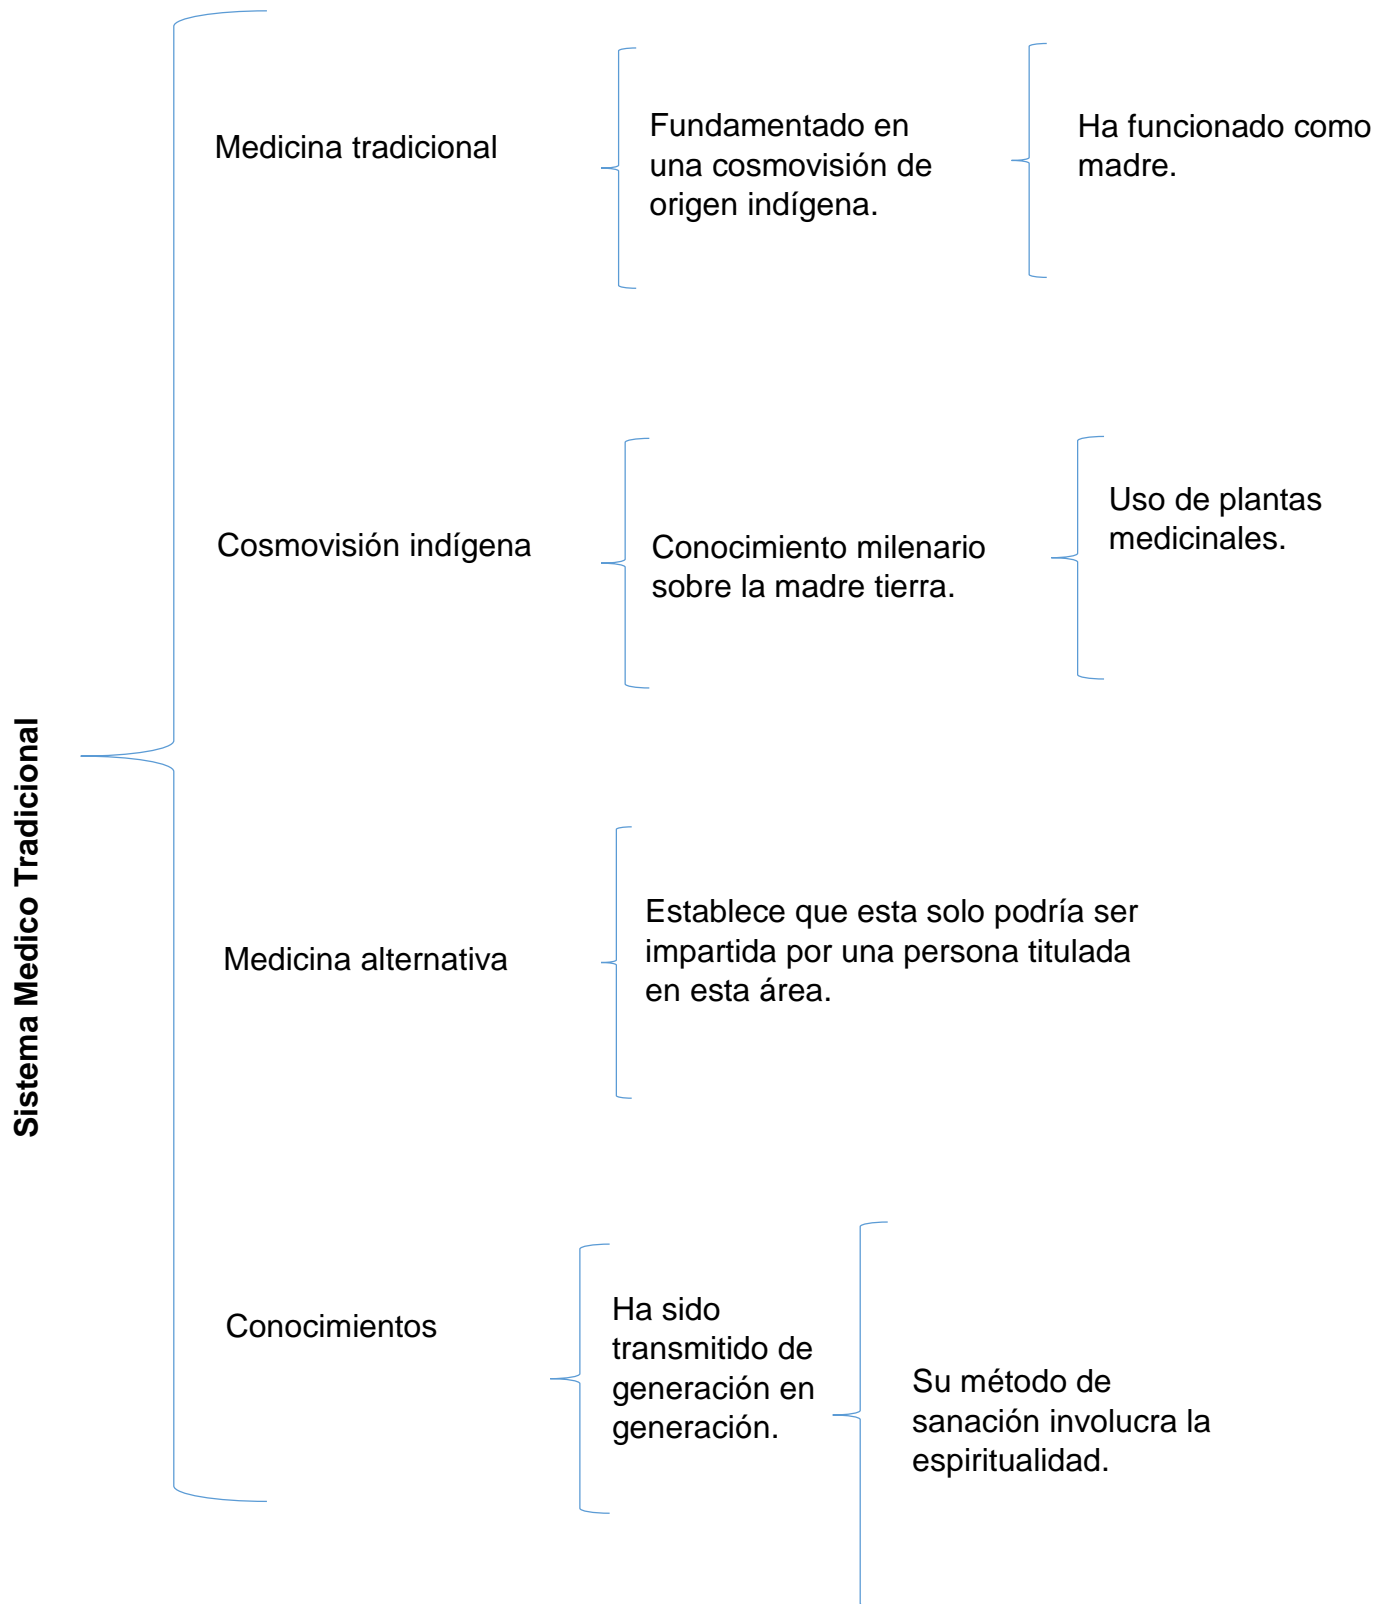 Sistema Medico Tradicional
Medicina tradicional
Fundamentado en
una cosmovisión de
origen indígena.
Ha funcionado como
madre.
Cosmovisión indígena
Conocimiento milenario
sobre la madre tierra.
Uso de plantas
medicinales.
Medicina alternativa
Establece que esta solo podría ser
impartida por una persona titulada
en esta área.
Conocimientos
Ha sido
transmitido de
generación en
generación.
Su método de
sanación involucra la
espiritualidad.